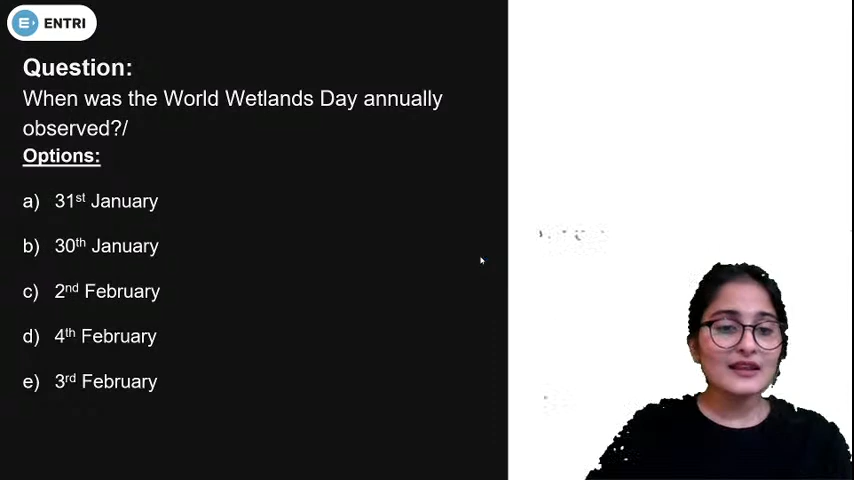 ENTRI
Question:
When was the World Wetlands Day annually
observed?/
Options:
a) 31st January
b) 30th January
c) 2nd February
d) 4th February
e) 3rd February